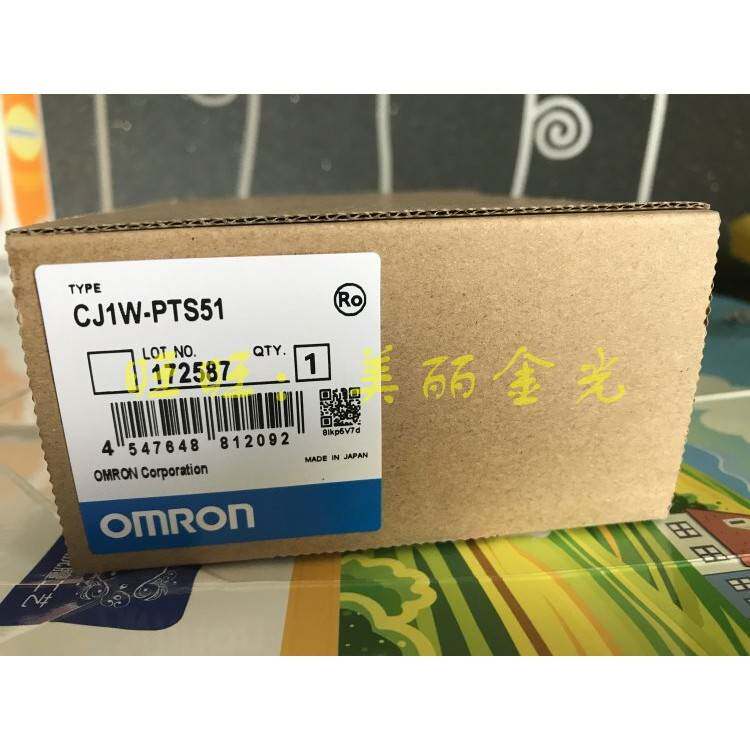 TYPE
Ro
CJ1W-PTS51
LOT NO.
QTY.
172587
1
旺旺:美丽金光
4 547648 812092
8lkp5V7d
OMRON Corporation
MADE IN JAPAN
OMRON